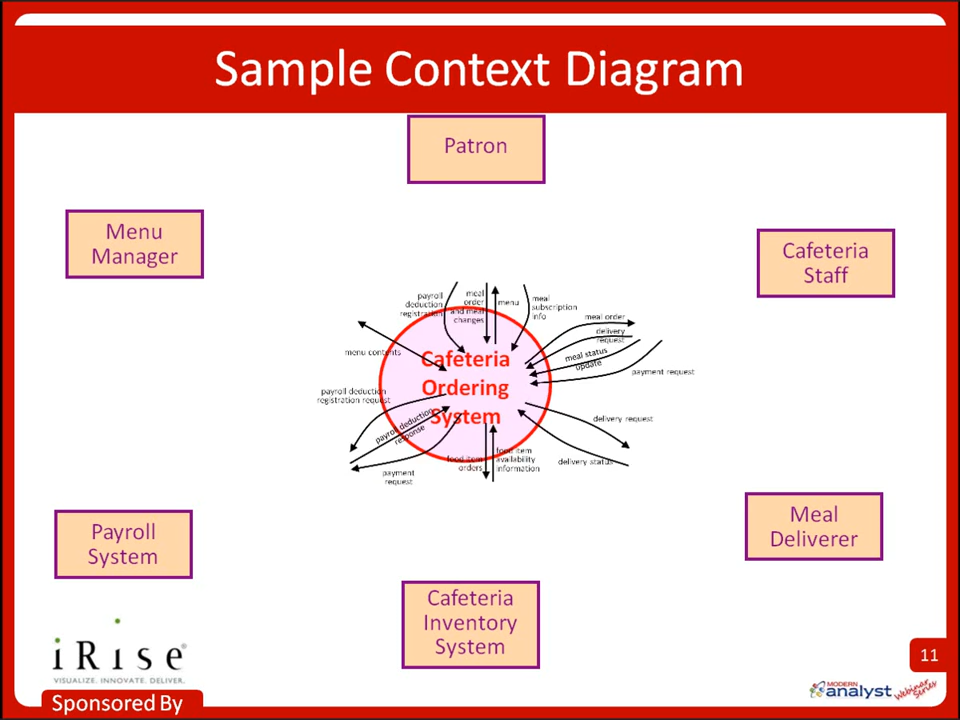 Sample Context Diagram
Patron
Menu
Manager
Cafeteria
Staff
payroll
deduction
registration
meal
order
and meal
changes
menu
meal
subscription
info
meal order
delivery
request
meal status
update
payment request
menu contents
Cafeteria
Ordering
System
payroll deduction
registration request
payroll deduction
response
payment
request
food item
orders
food item
availability
information
delivery request
delivery status
Payroll
System
Meal
Deliverer
Cafeteria
Inventory
System
iRise®
VISUALIZE. INNOVATE. DELIVER.
Sponsored By
11
MODERN
analyst
Webinar
Series